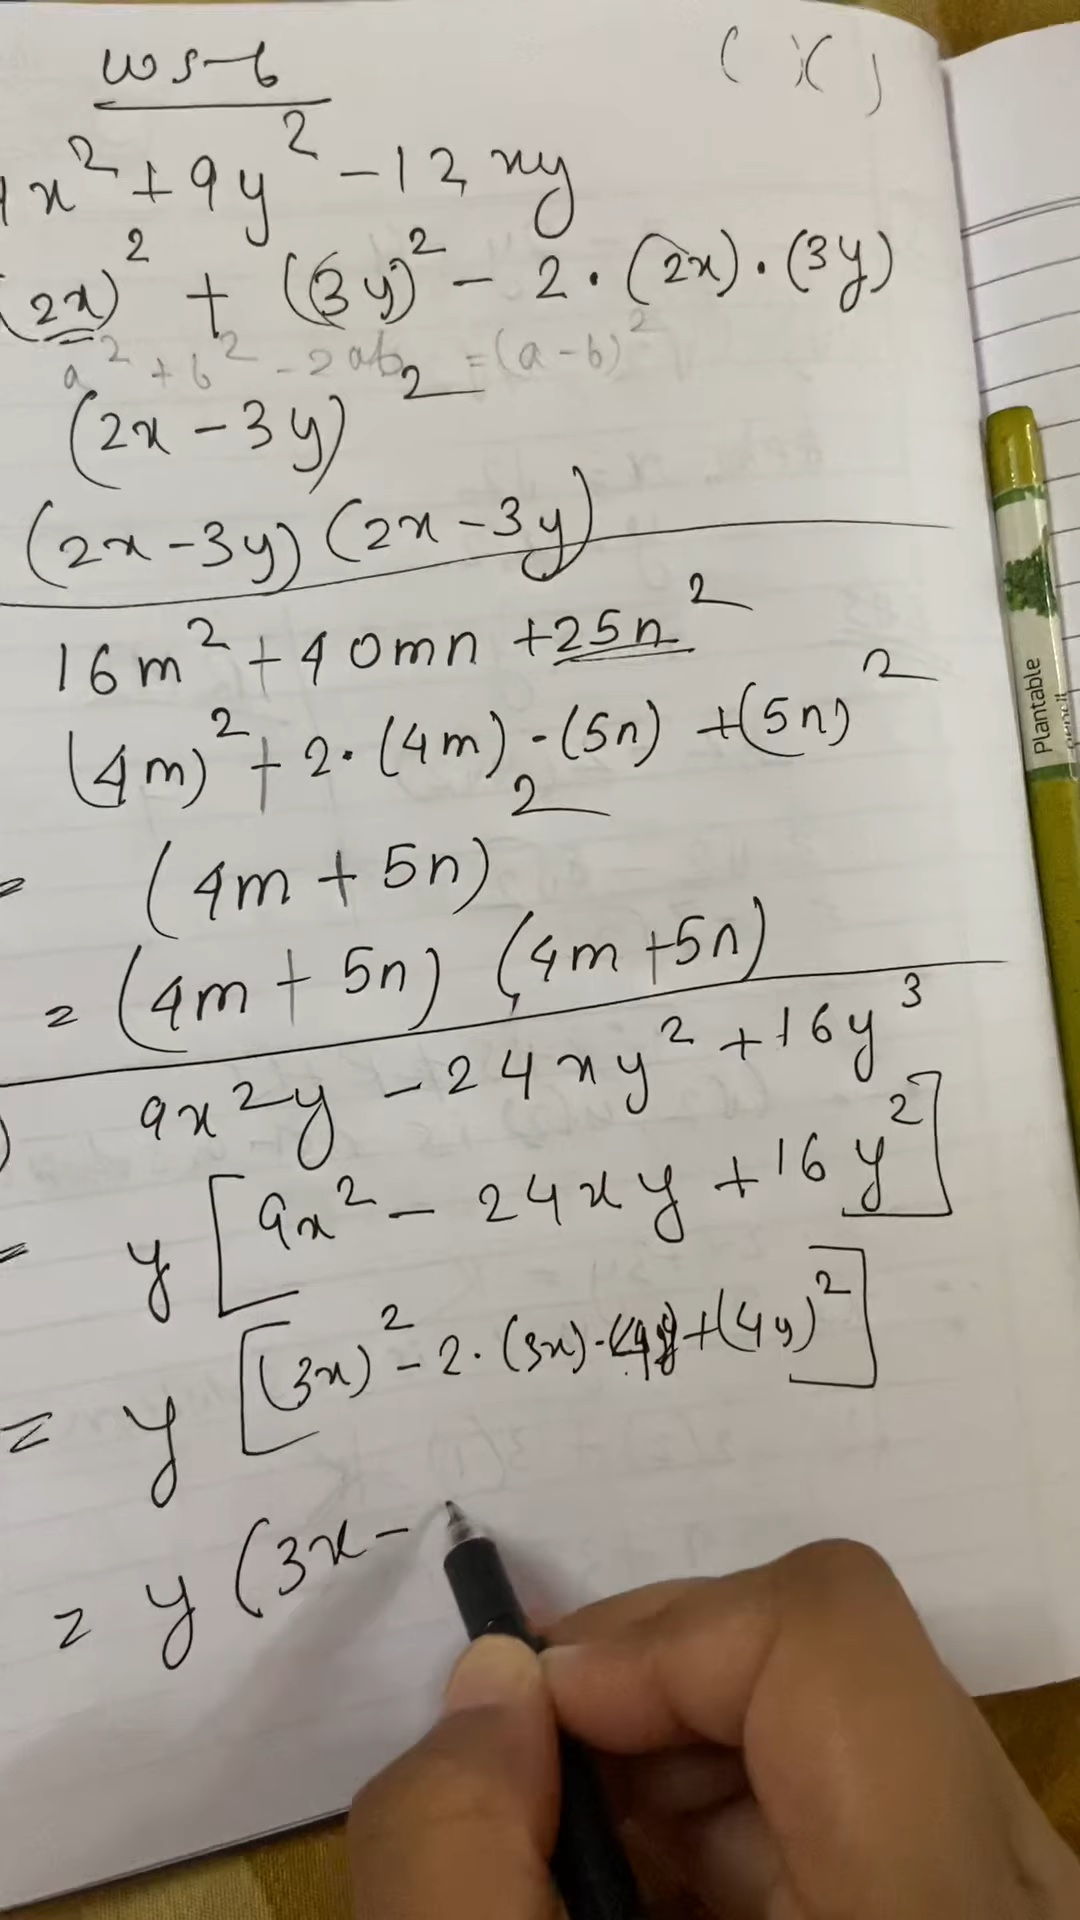 ws-6
4x² + 9y² - 12xy
(2x)² + (3y)² - 2 · (2x) · (3y)
a² + b² - 2ab = (a - b)²
(2x - 3y)²
(2x - 3y) (2x - 3y)
16m² + 40mn + 25n²
(4m)² + 2 · (4m) · (5n) + (5n)²
= (4m + 5n)²
= (4m + 5n) (4m + 5n)
) 9x²y - 24xy² + 16y³
= y [9x² - 24xy + 16y²]
= y [(3x)² - 2 · (3x) · (4y) + (4y)²]
= y (3x -
Plantable
pencil